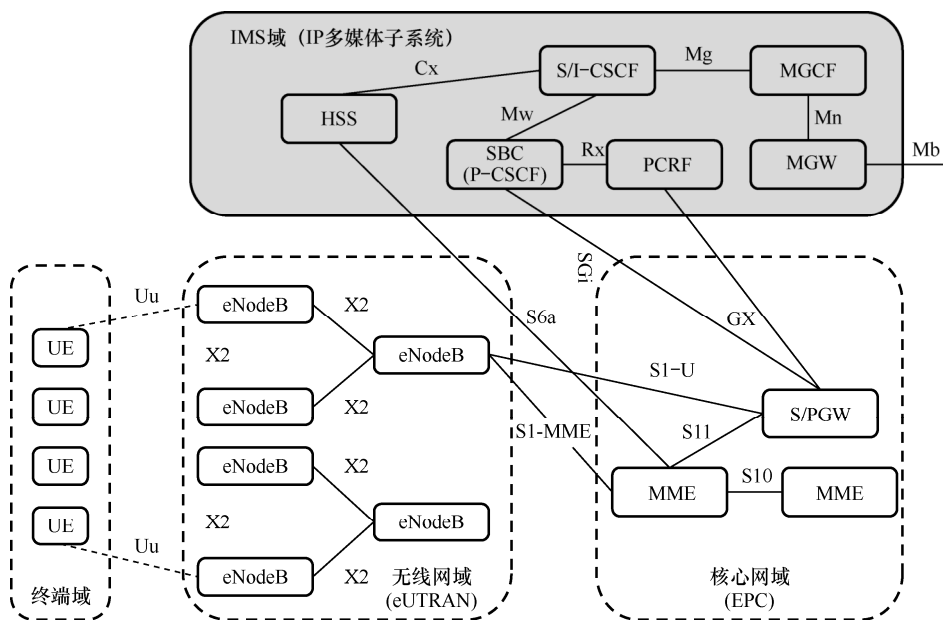 IMS域（IP多媒体子系统）
Cx
S/I-CSCF
Mg
MGCF
HSS
Mw
Mn
SBC
(P-CSCF)
Rx
PCRF
MGW
Mb
SGi
Uu
eNodeB
X2
S6a
GX
UE
X2
eNodeB
S1-U
UE
eNodeB
X2
S1-MME
S11
S/PGW
UE
eNodeB
X2
MME
S10
MME
UE
X2
eNodeB
Uu
eNodeB
X2
终端域
无线网域
(eUTRAN)
核心网域
(EPC)